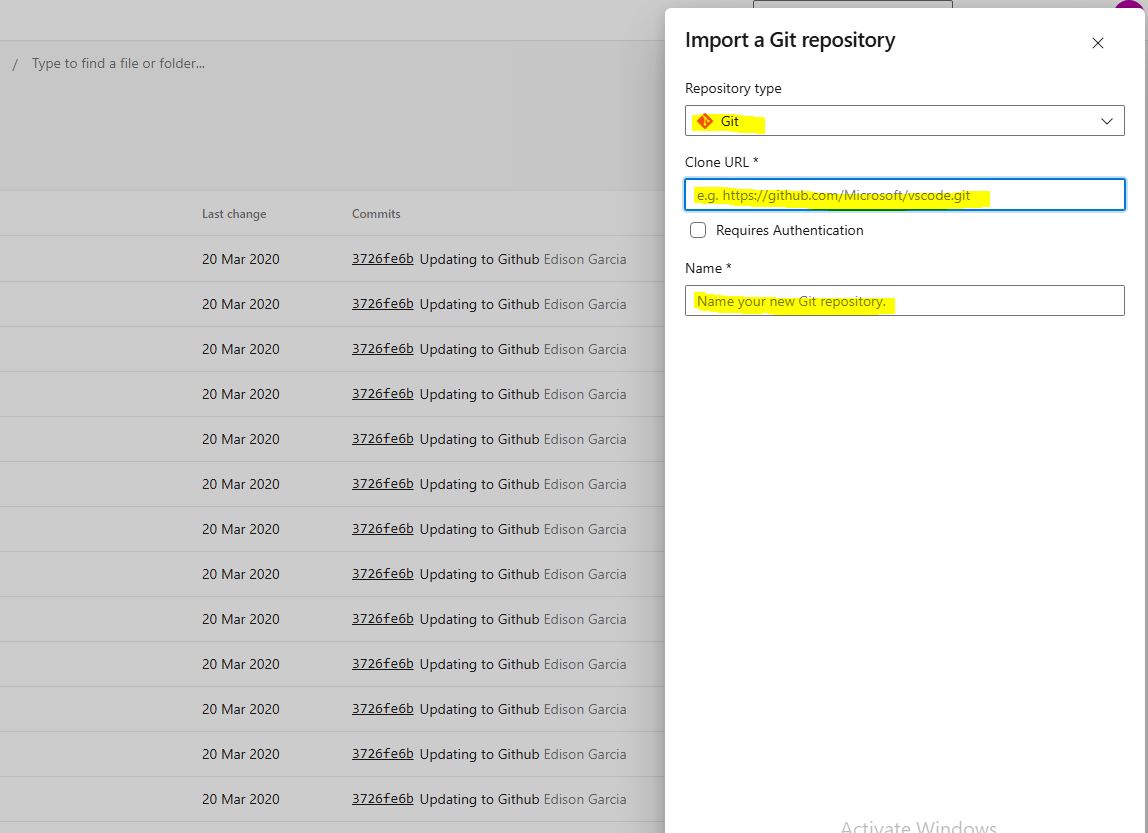 / Type to find a file or folder...
Last change Commits
20 Mar 2020 3726fe6b Updating to Github Edison Garcia
20 Mar 2020 3726fe6b Updating to Github Edison Garcia
20 Mar 2020 3726fe6b Updating to Github Edison Garcia
20 Mar 2020 3726fe6b Updating to Github Edison Garcia
20 Mar 2020 3726fe6b Updating to Github Edison Garcia
20 Mar 2020 3726fe6b Updating to Github Edison Garcia
20 Mar 2020 3726fe6b Updating to Github Edison Garcia
20 Mar 2020 3726fe6b Updating to Github Edison Garcia
20 Mar 2020 3726fe6b Updating to Github Edison Garcia
20 Mar 2020 3726fe6b Updating to Github Edison Garcia
20 Mar 2020 3726fe6b Updating to Github Edison Garcia
20 Mar 2020 3726fe6b Updating to Github Edison Garcia
20 Mar 2020 3726fe6b Updating to Github Edison Garcia
Import a Git repository
Repository type
Git
Clone URL *
e.g. https://github.com/Microsoft/vscode.git
Requires Authentication
Name *
Name your new Git repository.
Activate Windows